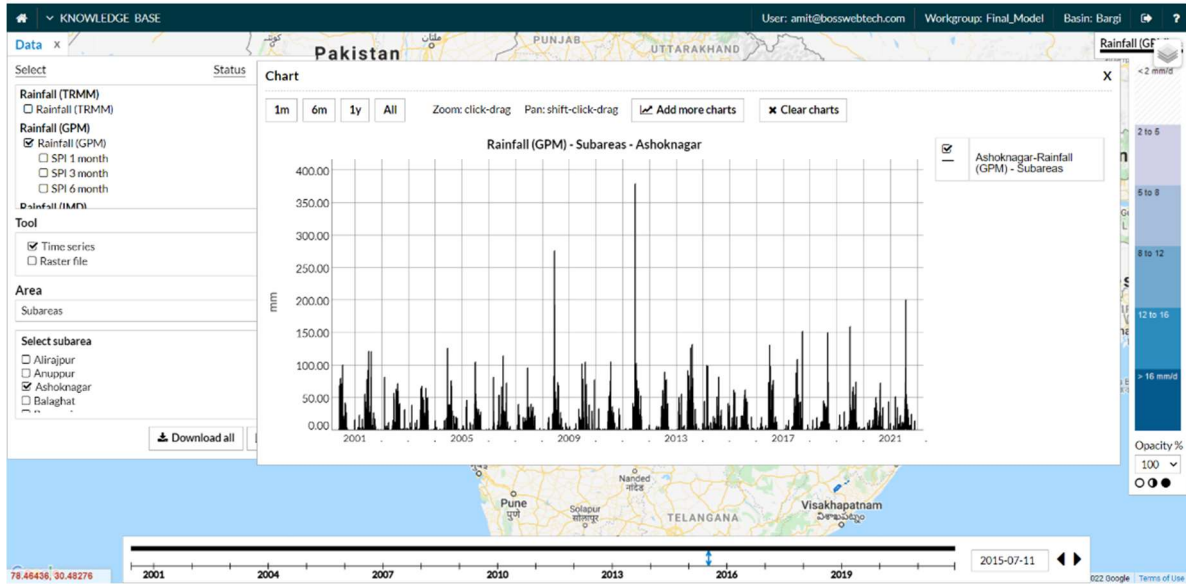 KNOWLEDGE BASE
User: amit@bosswebtech.com Workgroup: Final_Model Basin: Bargi ?
Data x
Select Status
Rainfall (TRMM)
Rainfall (TRMM)
Rainfall (GPM)
Rainfall (GPM)
SPI 1 month
SPI 3 month
SPI 6 month
Rainfall (IMD)
Tool
Time series
Raster file
Area
Subareas
Select subarea
Alirajpur
Anuppur
Ashoknagar
Balaghat
Download all
Pakistan
ملتان
PUNJAB
UTTARAKHAND
Chart X
1m 6m 1y All Zoom: click-drag Pan: shift-click-drag Add more charts Clear charts
Rainfall (GPM) - Subareas - Ashoknagar
Ashoknagar-Rainfall
(GPM) - Subareas
400.00
350.00
300.00
250.00
200.00
150.00
100.00
50.00
0.00
mm
2001 2005 2009 2013 2017 2021
Rainfall (GP
<2 mm/d
2 to 5
5 to 8
8 to 12
12 to 16
> 16 mm/d
Opacity %
100
Nanded
नांदेड
Pune
पुणे
Solapur
सोलापूर
TELANGANA
Visakhapatnam
2001 2004 2007 2010 2013 2016 2019
2015-07-11
78.46436, 30.48276
022 Google Terms of Use